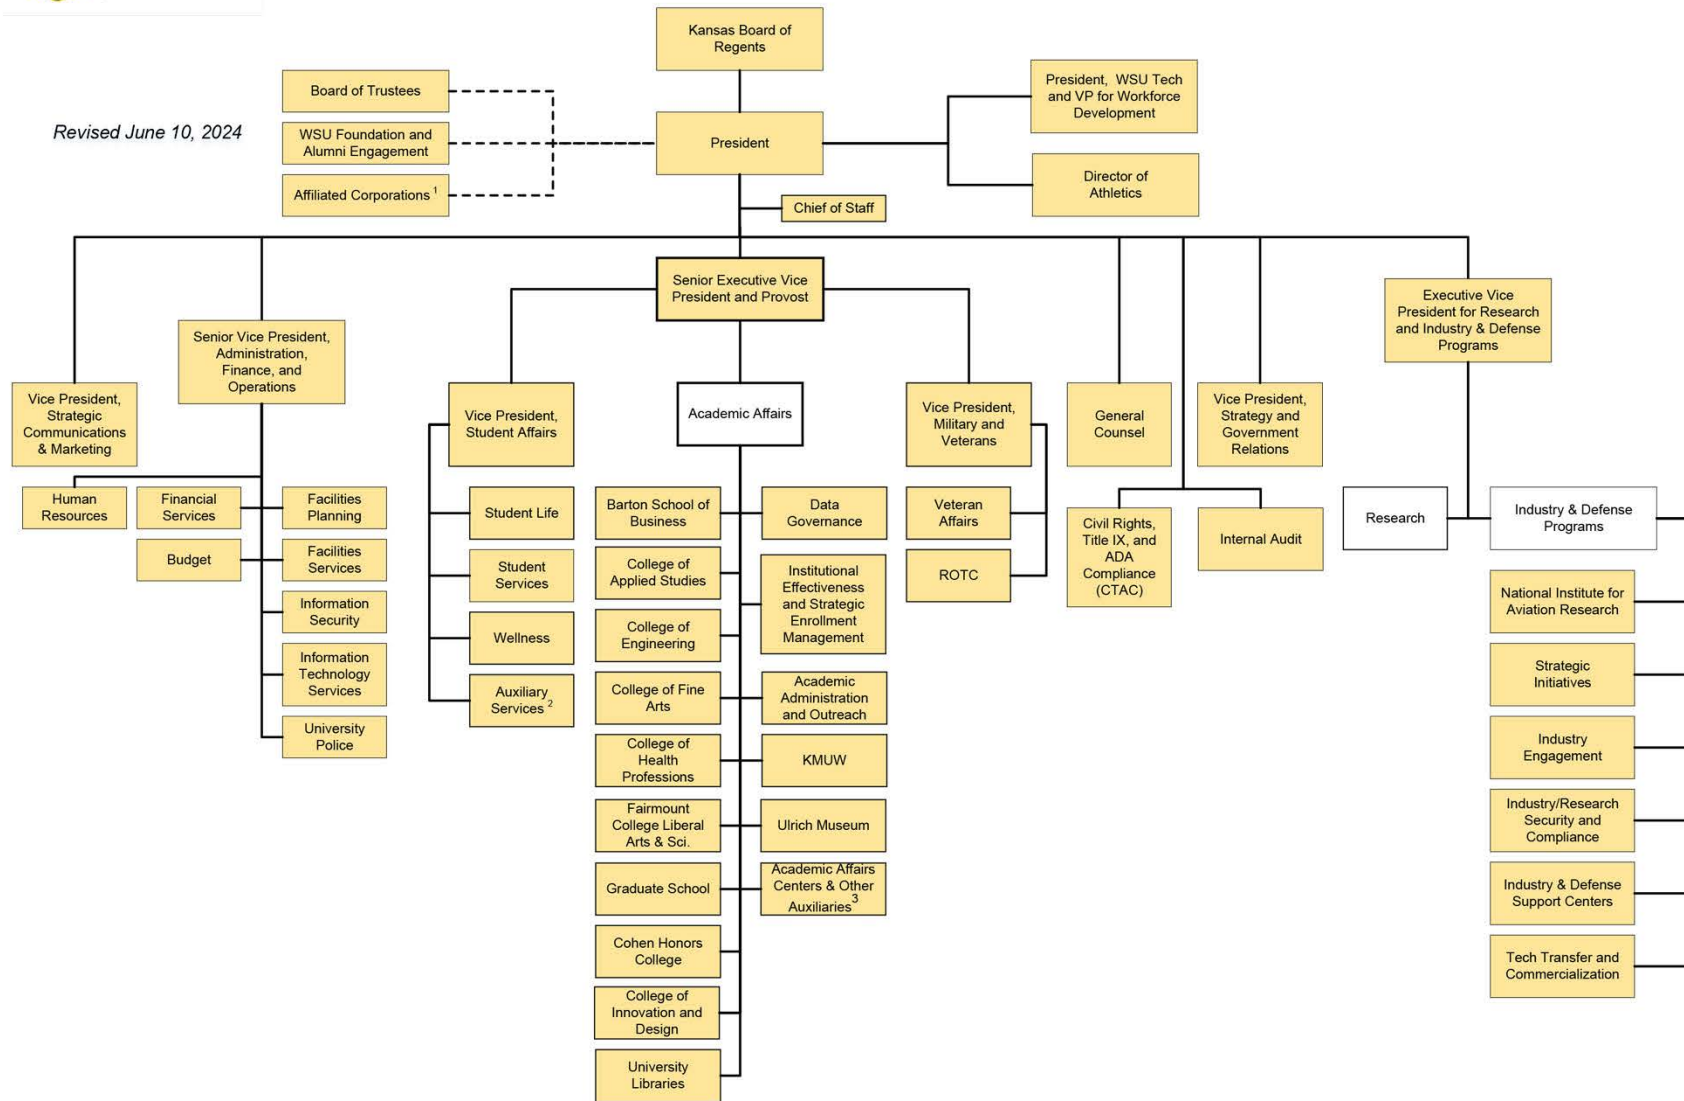 Kansas Board of
Regents
Board of Trustees
President, WSU Tech
and VP for Workforce
Development
Revised June 10, 2024
WSU Foundation and
Alumni Engagement
President
Affiliated Corporations 1
Director of
Athletics
Chief of Staff
Senior Executive Vice
President and Provost
Executive Vice
President for Research
and Industry & Defense
Programs
Senior Vice President,
Administration,
Finance, and
Operations
Vice President,
Strategic
Communications
& Marketing
Vice President,
Student Affairs
Academic Affairs
Vice President,
Military and
Veterans
General
Counsel
Vice President,
Strategy and
Government
Relations
Human
Resources
Financial
Services
Facilities
Planning
Budget
Facilities
Services
Information
Security
Information
Technology
Services
University
Police
Student Life
Student
Services
Wellness
Auxiliary
Services 2
Barton School of
Business
Data
Governance
College of
Applied Studies
Institutional
Effectiveness
and Strategic
Enrollment
Management
College of
Engineering
College of Fine
Arts
Academic
Administration
and Outreach
College of
Health
Professions
KMUW
Fairmount
College Liberal
Arts & Sci.
Ulrich Museum
Graduate School
Academic Affairs
Centers & Other
Auxiliaries3
Cohen Honors
College
College of
Innovation and
Design
University
Libraries
Veteran
Affairs
ROTC
Civil Rights,
Title IX, and
ADA
Compliance
(CTAC)
Internal Audit
Research
Industry & Defense
Programs
National Institute for
Aviation Research
Strategic
Initiatives
Industry
Engagement
Industry/Research
Security and
Compliance
Industry & Defense
Support Centers
Tech Transfer and
Commercialization